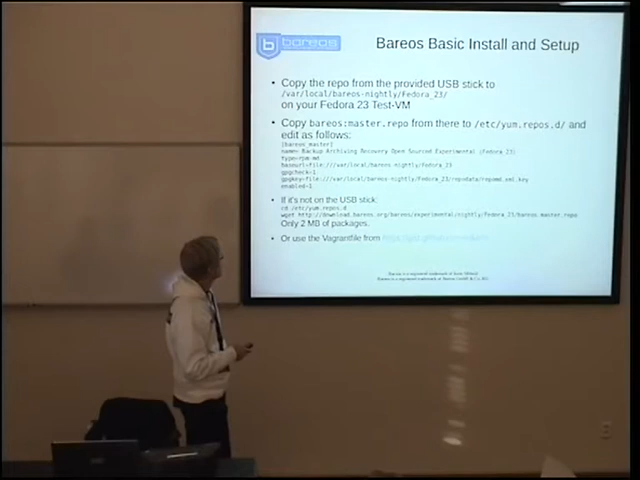 bareos
Bareos Basic Install and Setup
• Copy the repo from the provided USB stick to
/var/local/bareos-nightly/Fedora_23/
on your Fedora 23 Test-VM
• Copy bareos:master.repo from there to /etc/yum.repos.d/ and
edit as follows:
[bareos_master]
name= Backup Archiving Recovery Open Sourced Experimental (Fedora_23)
type=rpm-md
baseurl=file:///var/local/bareos-nightly/Fedora_23
gpgcheck=1
gpgkey=file:///var/local/bareos-nightly/Fedora_23/repodata/repomd.xml.key
enabled=1
• If it's not on the USB stick:
cd /etc/yum.repos.d
wget http://download.bareos.org/bareos/experimental/nightly/Fedora_23/bareos:master.repo
Only 2 MB of packages.
• Or use the Vagrantfile from